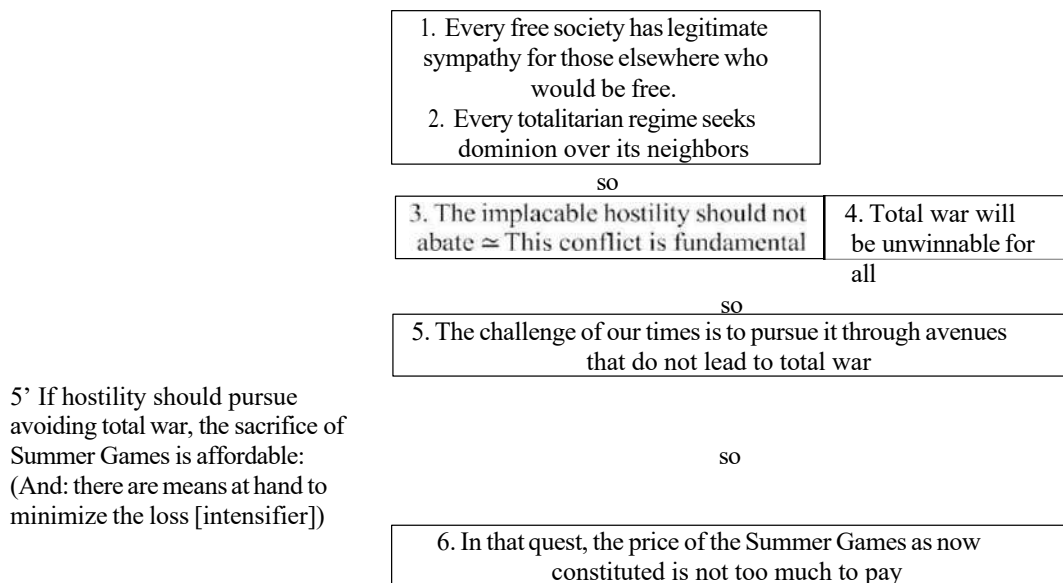 1. Every free society has legitimate
sympathy for those elsewhere who
would be free.
2. Every totalitarian regime seeks
dominion over its neighbors
so
3. The implacable hostility should not
abate ≃ This conflict is fundamental
4. Total war will
be unwinnable for
all
so
5. The challenge of our times is to pursue it through avenues
that do not lead to total war
5’ If hostility should pursue
avoiding total war, the sacrifice of
Summer Games is affordable:
(And: there are means at hand to
minimize the loss [intensifier])
so
6. In that quest, the price of the Summer Games as now
constituted is not too much to pay